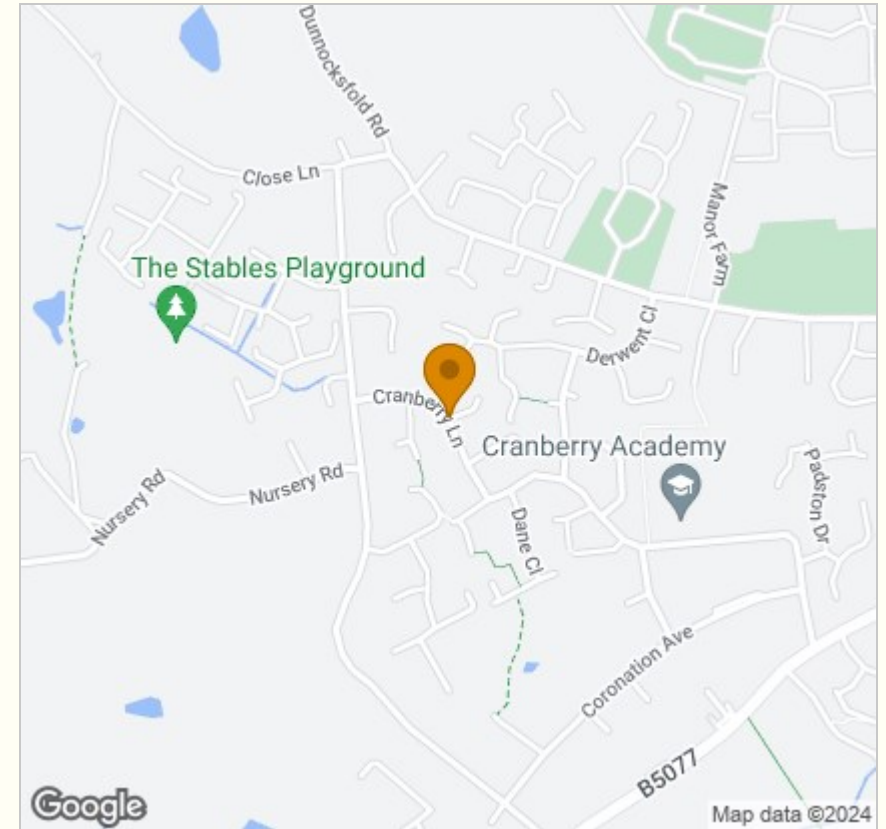 Dunnocksfold Rd
Close Ln
Manor Farm
The Stables Playground
Derwent Cl
Cranberry Ln
Cranberry Academy
Padston Dr
Nursery Rd
Nursery Rd
Dane Cl
Coronation Ave
B5077
Google
Map data ©2024